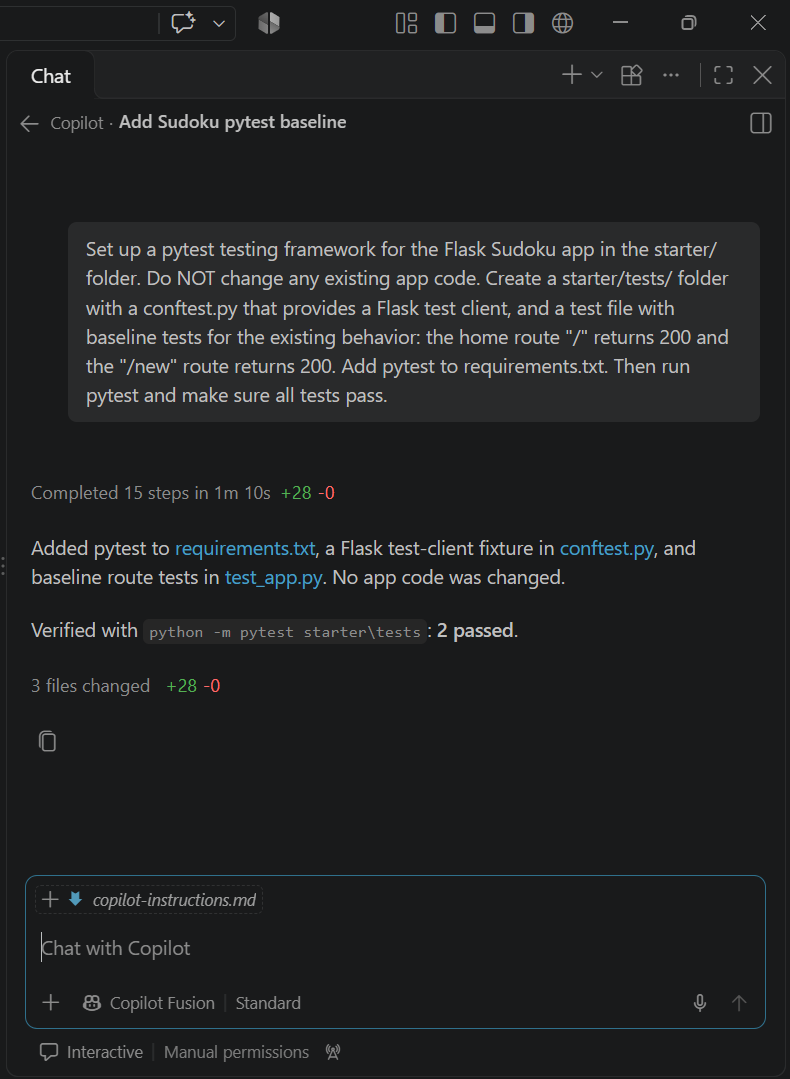 Chat
Copilot · Add Sudoku pytest baseline
Set up a pytest testing framework for the Flask Sudoku app in the starter/
folder. Do NOT change any existing app code. Create a starter/tests/ folder
with a conftest.py that provides a Flask test client, and a test file with
baseline tests for the existing behavior: the home route "/" returns 200 and
the "/new" route returns 200. Add pytest to requirements.txt. Then run
pytest and make sure all tests pass.
Completed 15 steps in 1m 10s +28 -0
Added pytest to requirements.txt, a Flask test-client fixture in conftest.py, and
baseline route tests in test_app.py. No app code was changed.
Verified with python -m pytest starter\tests: 2 passed.
3 files changed +28 -0
copilot-instructions.md
Chat with Copilot
Copilot Fusion Standard
Interactive Manual permissions